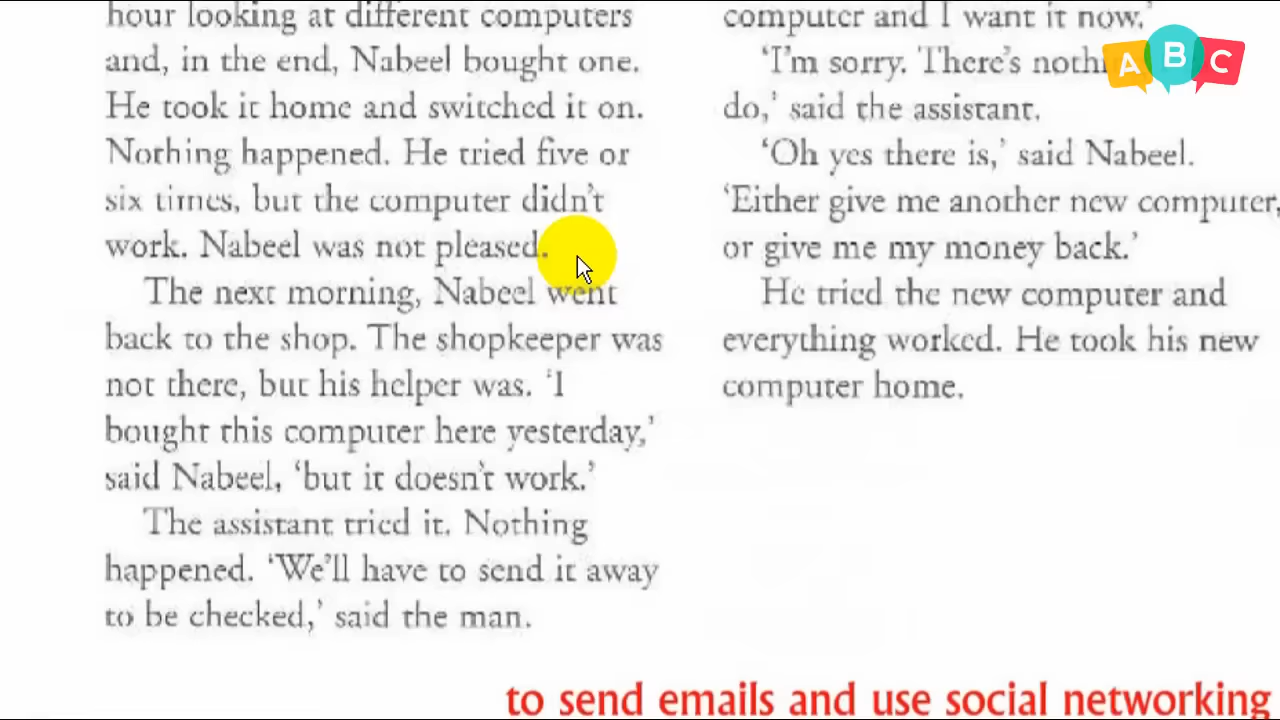 hour looking at different computers
and, in the end, Nabeel bought one.
He took it home and switched it on.
Nothing happened. He tried five or
six times, but the computer didn't
work. Nabeel was not pleased.
The next morning, Nabeel went
back to the shop. The shopkeeper was
not there, but his helper was. 'I
bought this computer here yesterday,'
said Nabeel, 'but it doesn't work.'
The assistant tried it. Nothing
happened. 'We'll have to send it away
to be checked,' said the man.
computer and I want it now.'
'I'm sorry. There's
do,' said the assistant.
'Oh yes there is,' said Nabeel.
'Either give me another new computer,
or give me my money back.'
He tried the new computer and
everything worked. He took his new
computer home.
to send emails and use social networking
A B C